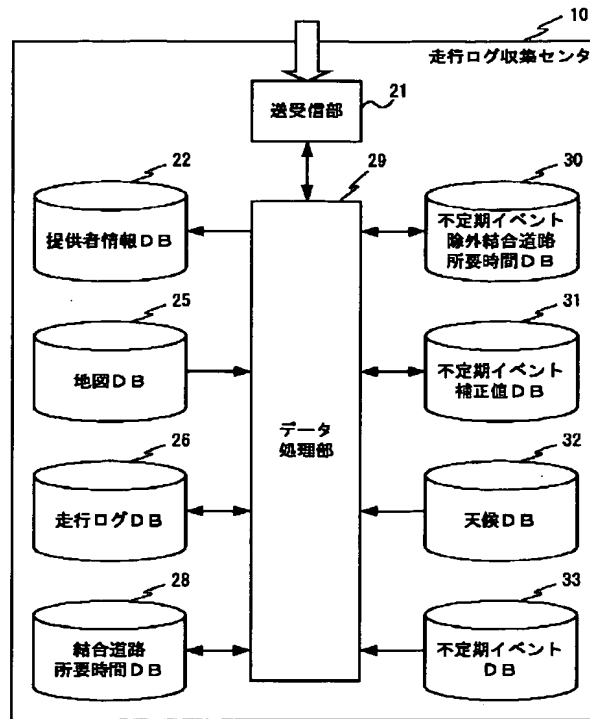 10
走行ログ収集センタ
21
送受信部
22
提供者情報DB
29
30
不定期イベント
除外結合道路
所要時間DB
25
地図DB
31
不定期イベント
補正値DB
データ
処理部
26
走行ログDB
32
天候DB
28
結合道路
所要時間DB
33
不定期イベント
DB